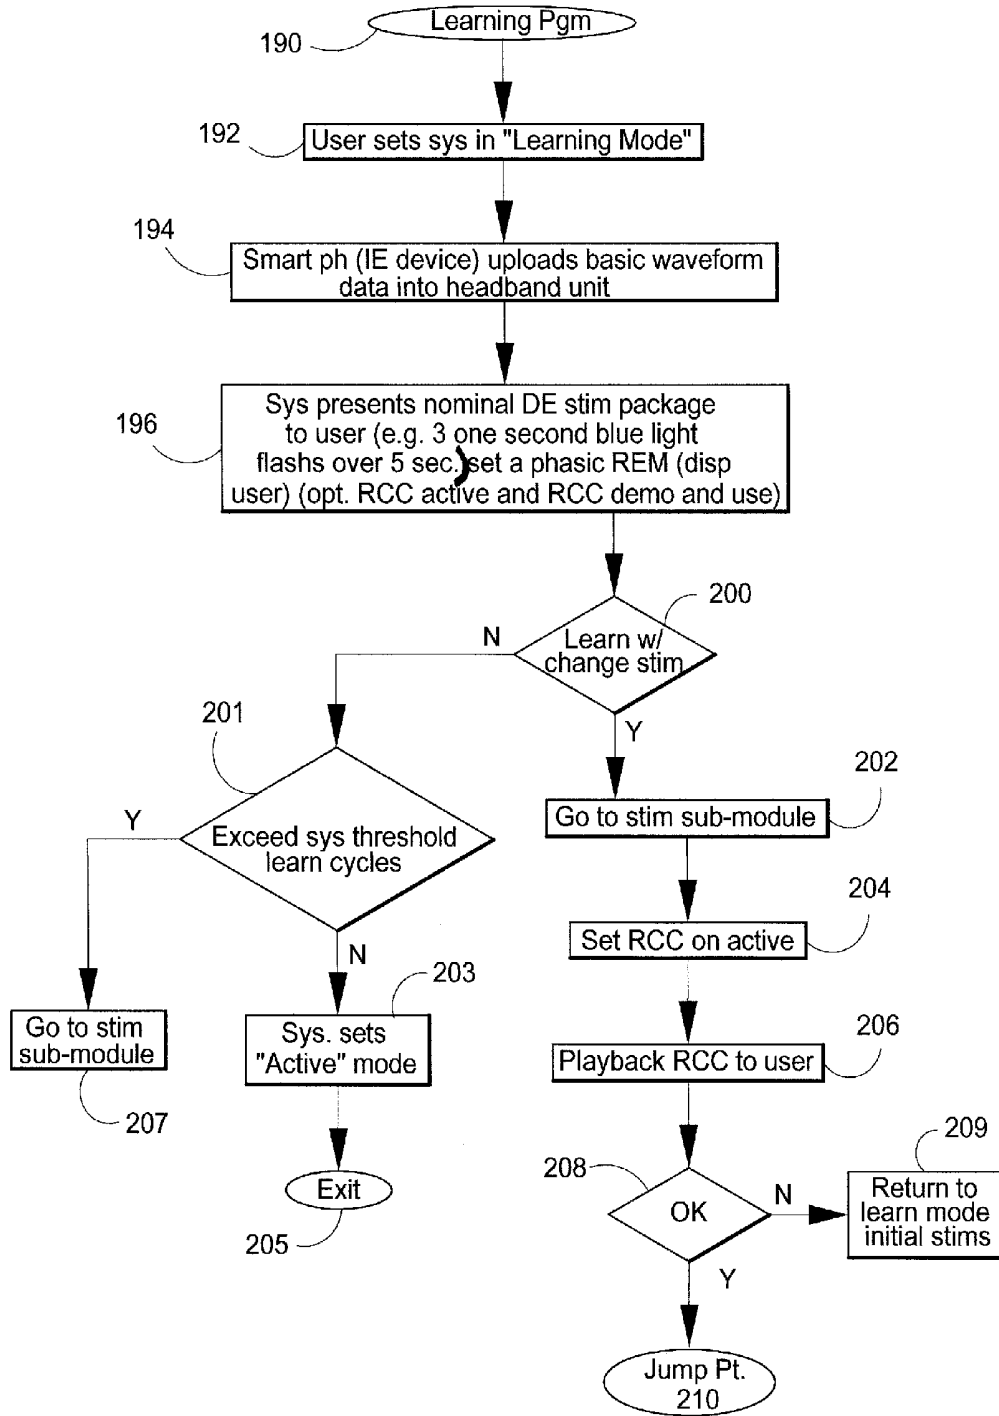 Learning Pgm
190
192
User sets sys in "Learning Mode"
194
Smart ph (IE device) uploads basic waveform
data into headband unit
196
Sys presents nominal DE stim package
to user (e.g. 3 one second blue light
flashs over 5 sec.) set a phasic REM (disp
user) (opt. RCC active and RCC demo and use)
200
N
Learn w/
change stim
Y
201
202
Y
Go to stim sub-module
Exceed sys threshold
learn cycles
204
Set RCC on active
N
203
Go to stim
sub-module
Sys. sets
"Active" mode
206
Playback RCC to user
207
209
208
Exit
OK
N
Return to
learn mode
initial stims
205
Y
Jump Pt.
210